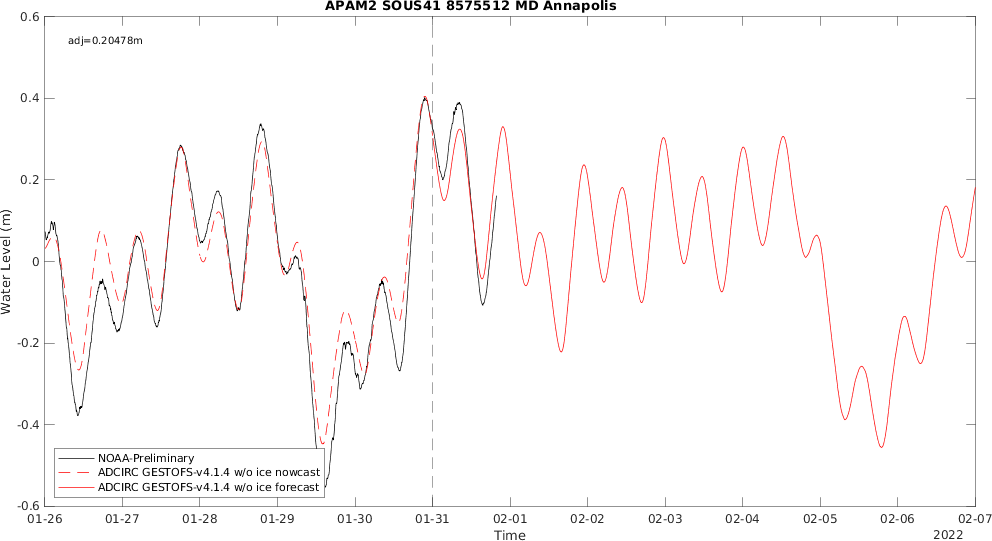 APAM2 SOUS41 8575512 MD Annapolis
adj=0.20478m
0.6
0.4
0.2
0
-0.2
-0.4
-0.6
Water Level (m)
NOAA-Preliminary
ADCIRC GESTOFS-v4.1.4 w/o ice nowcast
ADCIRC GESTOFS-v4.1.4 w/o ice forecast
01-26 01-27 01-28 01-29 01-30 01-31 02-01 02-02 02-03 02-04 02-05 02-06 02-07
Time
2022